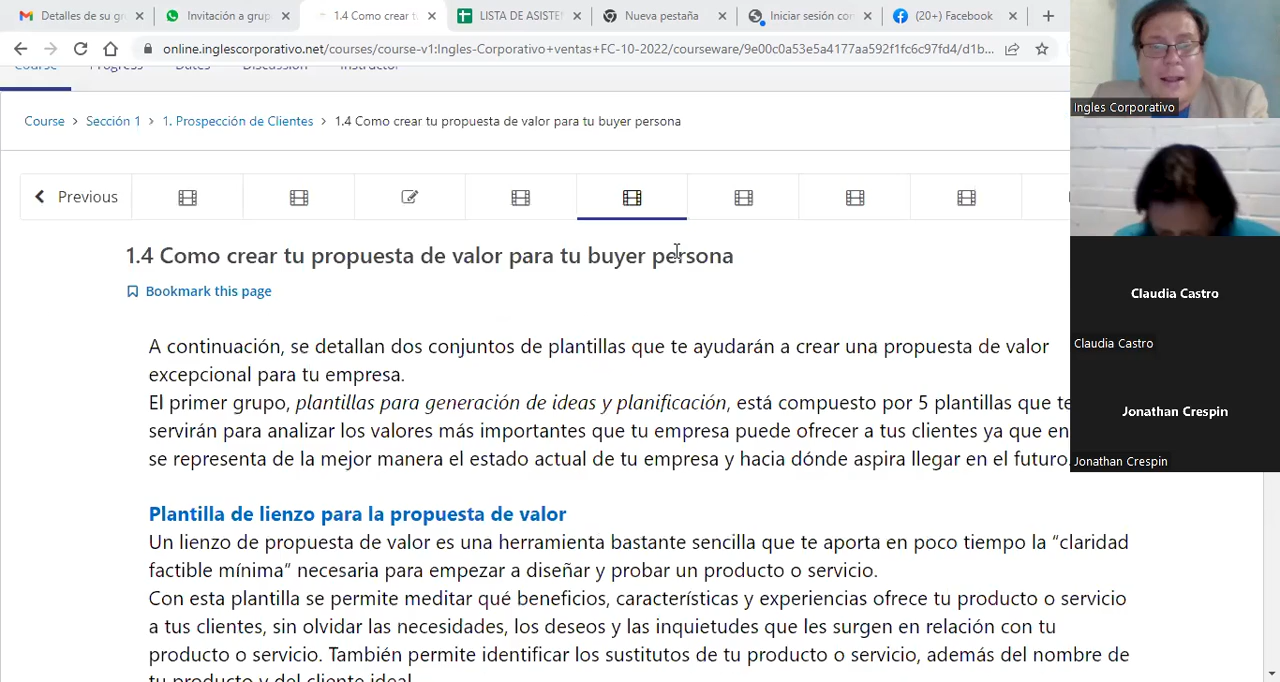 Detalles de su gr
Invitación a grup
1.4 Como crear t
LISTA DE ASISTE
Nueva pestaña
Iniciar sesión co
(20+) Facebook
online.inglescorporativo.net/courses/course-v1:Ingles-Corporativo+ventas+FC-10-2022/courseware/9e00c0a53e5a4177aa592f1fc6c97fd4/d1b...
Course Progress Dates Discussion Instructor
Course > Sección 1 > 1. Prospección de Clientes > 1.4 Como crear tu propuesta de valor para tu buyer persona
Previous
1.4 Como crear tu propuesta de valor para tu buyer persona
Bookmark this page
A continuación, se detallan dos conjuntos de plantillas que te ayudarán a crear una propuesta de valor
excepcional para tu empresa.
El primer grupo, plantillas para generación de ideas y planificación, está compuesto por 5 plantillas que te
servirán para analizar los valores más importantes que tu empresa puede ofrecer a tus clientes ya que en
se representa de la mejor manera el estado actual de tu empresa y hacia dónde aspira llegar en el futuro.
Plantilla de lienzo para la propuesta de valor
Un lienzo de propuesta de valor es una herramienta bastante sencilla que te aporta en poco tiempo la “claridad
factible mínima” necesaria para empezar a diseñar y probar un producto o servicio.
Con esta plantilla se permite meditar qué beneficios, características y experiencias ofrece tu producto o servicio
a tus clientes, sin olvidar las necesidades, los deseos y las inquietudes que les surgen en relación con tu
producto o servicio. También permite identificar los sustitutos de tu producto o servicio, además del nombre de
tu producto y del cliente ideal.
Ingles Corporativo
Claudia Castro
Claudia Castro
Jonathan Crespin
Jonathan Crespin